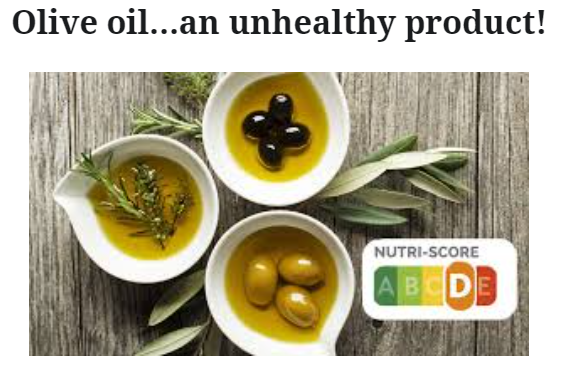 Olive oil...an unhealthy product!
NUTRI-SCORE
A B C D E